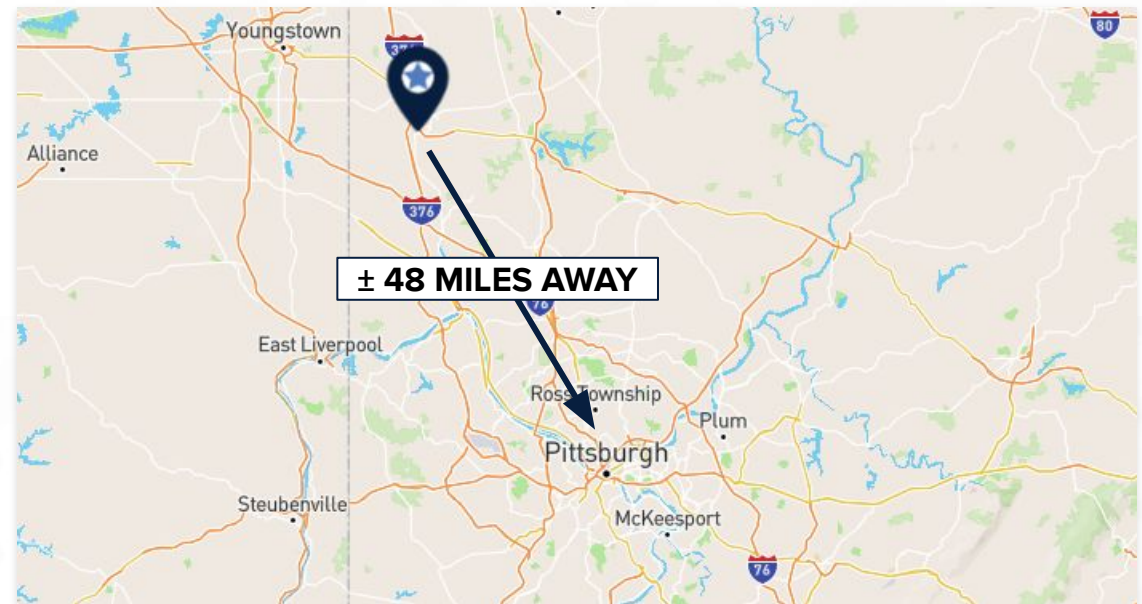 Youngstown
80
376
Alliance
376
± 48 MILES AWAY
76
East Liverpool
Ross Township
Plum
Pittsburgh
Steubenville
McKeesport
76